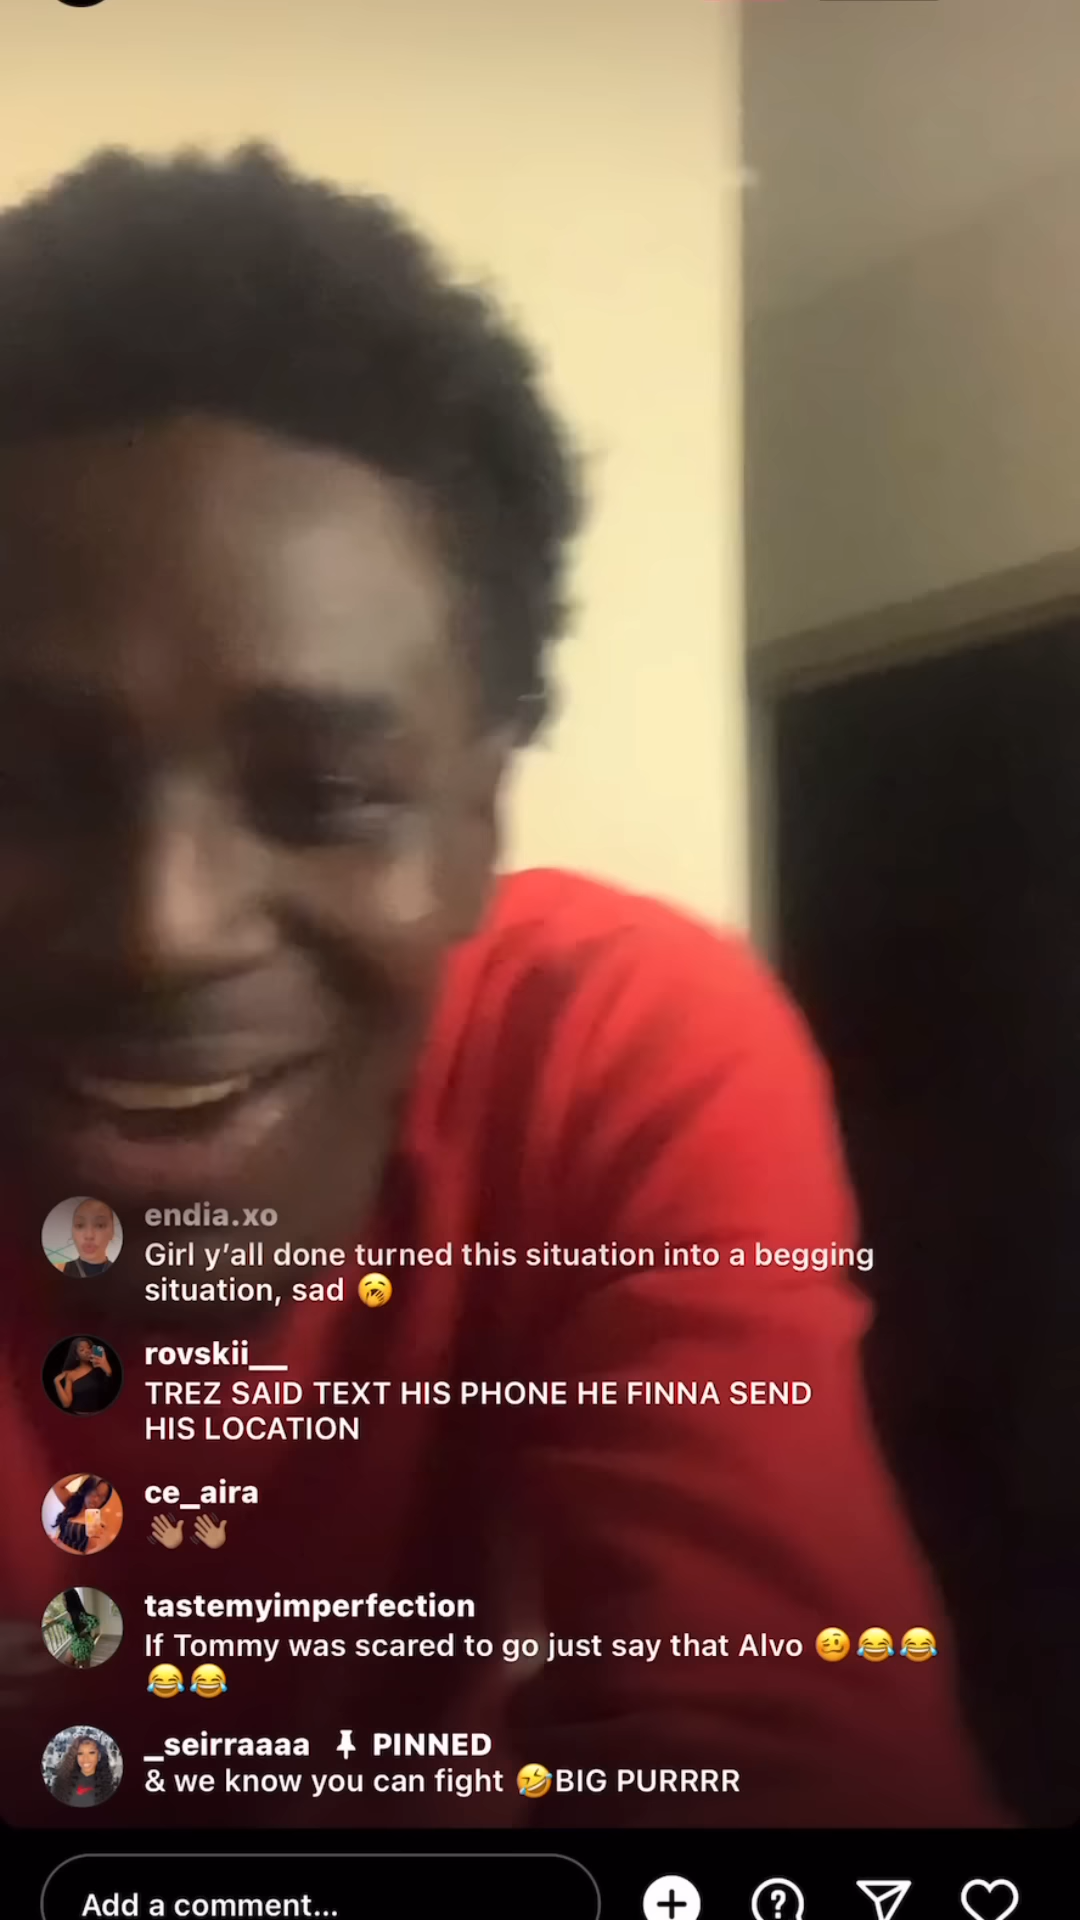 endia.xo
Girl y’all done turned this situation into a begging
situation, sad 🥱
rovskii__
TREZ SAID TEXT HIS PHONE HE FINNA SEND
HIS LOCATION
ce_aira
👋🏽👋🏽
tastemyimperfection
If Tommy was scared to go just say that Alvo 🥴😂😂
😂😂
_seirraaaa 📌 PINNED
& we know you can fight 🤣BIG PURRRR
Add a comment...